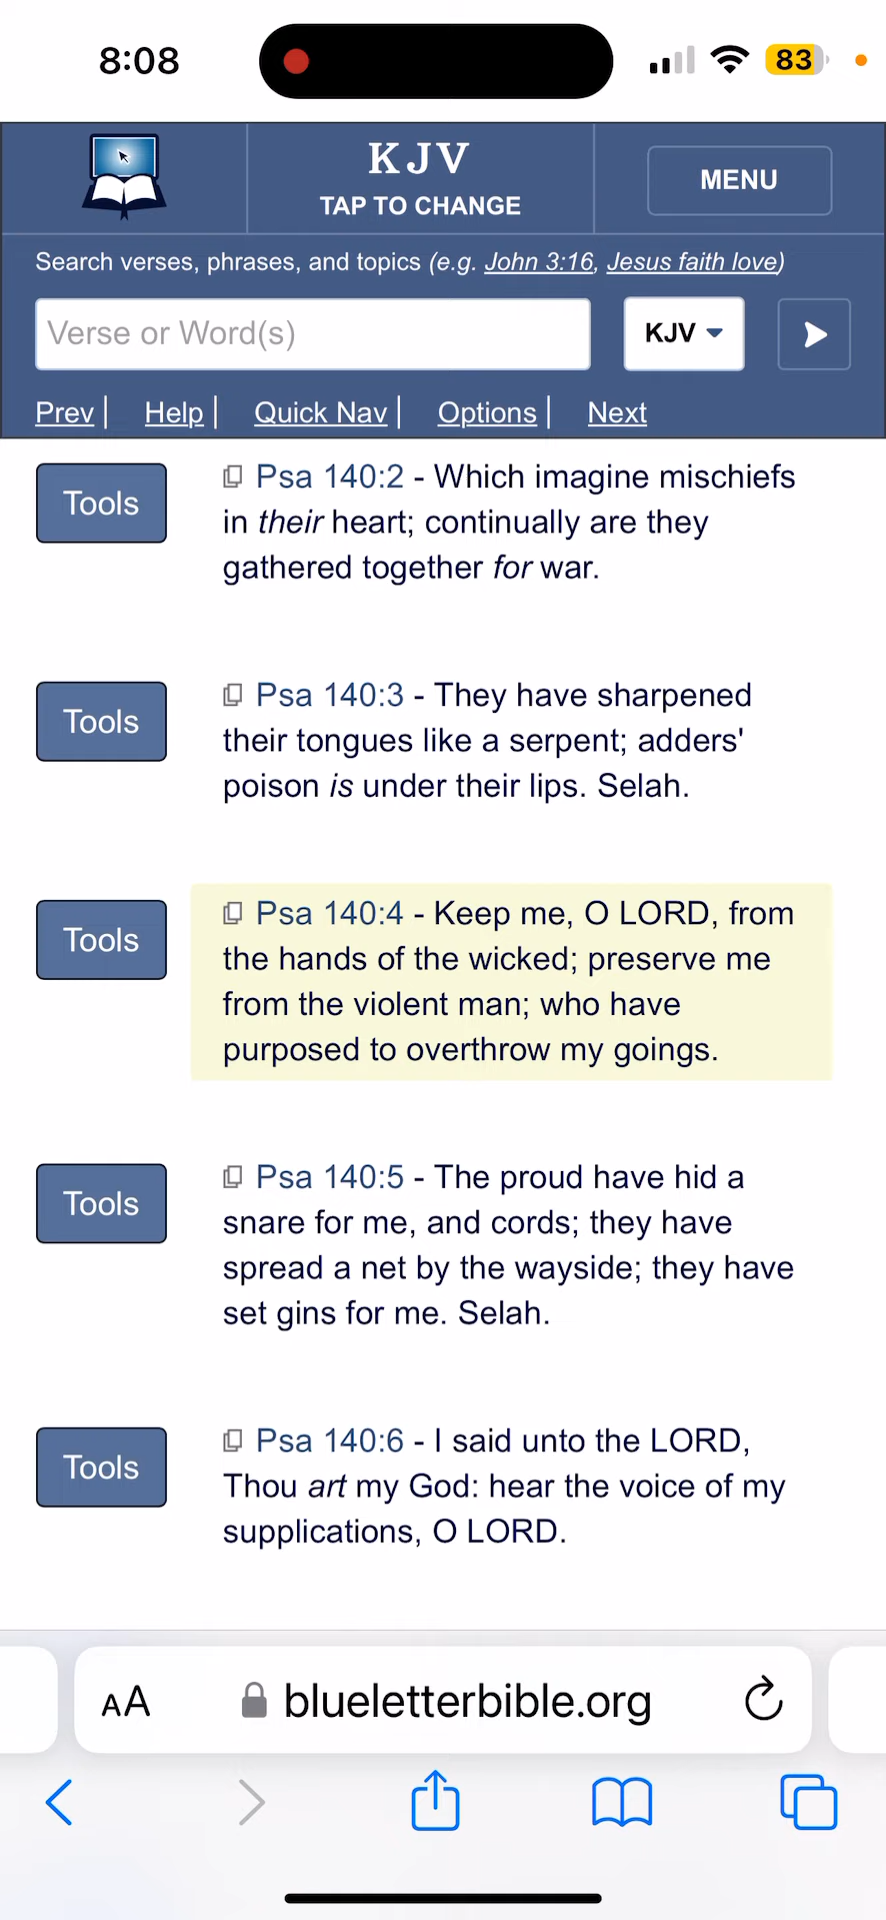 8:08
83
KJV
TAP TO CHANGE
MENU
Search verses, phrases, and topics (e.g. John 3:16, Jesus faith love)
Verse or Word(s)
KJV
Prev | Help | Quick Nav | Options | Next
Tools
Psa 140:2 - Which imagine mischiefs
in their heart; continually are they
gathered together for war.
Tools
Psa 140:3 - They have sharpened
their tongues like a serpent; adders'
poison is under their lips. Selah.
Tools
Psa 140:4 - Keep me, O LORD, from
the hands of the wicked; preserve me
from the violent man; who have
purposed to overthrow my goings.
Tools
Psa 140:5 - The proud have hid a
snare for me, and cords; they have
spread a net by the wayside; they have
set gins for me. Selah.
Tools
Psa 140:6 - I said unto the LORD,
Thou art my God: hear the voice of my
supplications, O LORD.
AA
blueletterbible.org